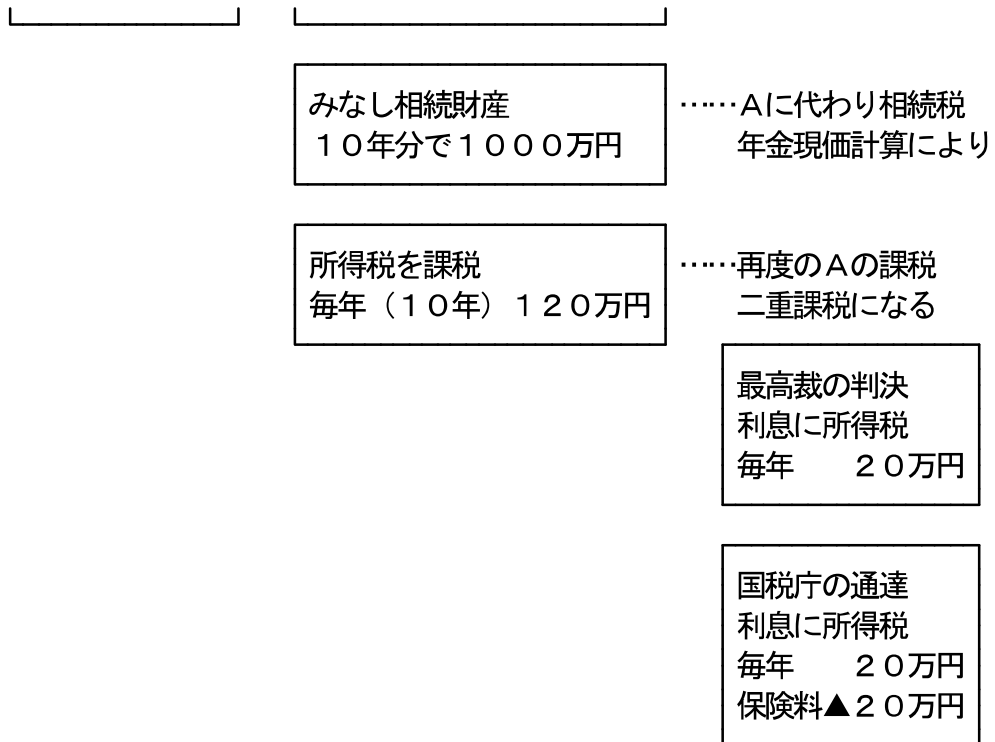 みなし相続財産
１０年分で１０００万円
……Ａに代わり相続税
年金現価計算により
所得税を課税
毎年（１０年）１２０万円
……再度のＡの課税
二重課税になる
最高裁の判決
利息に所得税
毎年　　２０万円
国税庁の通達
利息に所得税
毎年　　２０万円
保険料▲２０万円